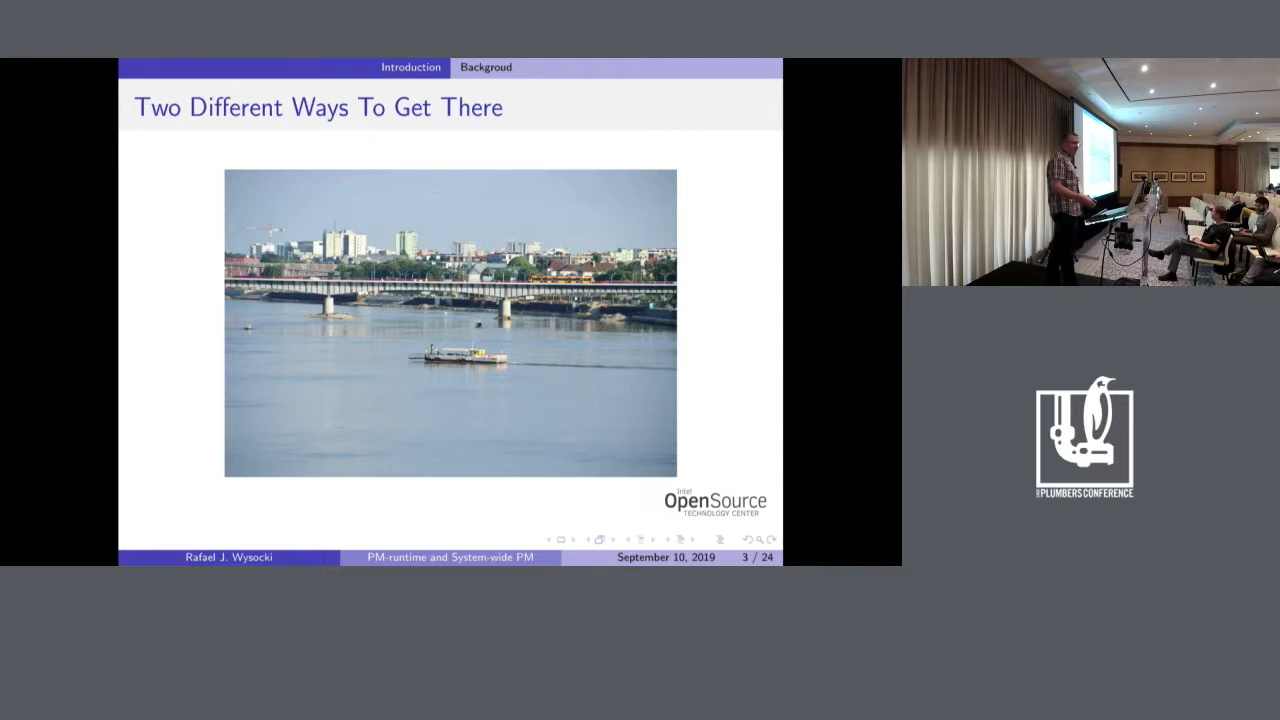 Introduction Backgroud
Two Different Ways To Get There
Intel
OpenSource
TECHNOLOGY CENTER
Rafael J. Wysocki PM-runtime and System-wide PM September 10, 2019 3 / 24
PLUMBERS CONFERENCE